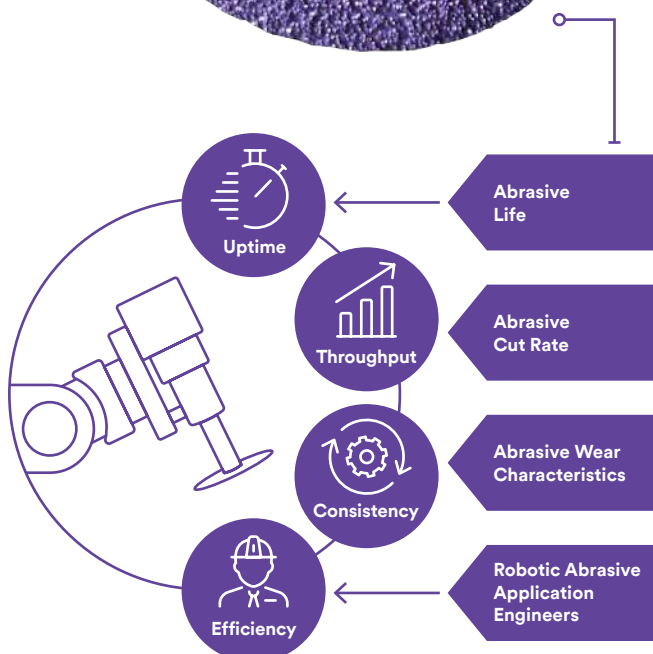 Uptime
Abrasive
Life
Throughput
Abrasive
Cut Rate
Consistency
Abrasive Wear
Characteristics
Efficiency
Robotic Abrasive
Application
Engineers